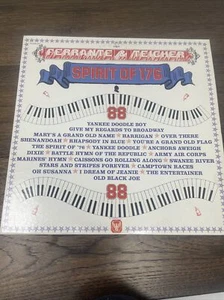 FERRANTE & TEICHER
SPIRIT OF 176
88
YANKEE DOODLE BOY
GIVE MY REGARDS TO BROADWAY
MARY'S A GRAND OLD NAME ☆ HARRIGAN ☆ OVER THERE
SHENANDOAH ☆ RHAPSODY IN BLUE ☆ YOU'RE A GRAND OLD FLAG
THE SPIRIT OF '76 ☆ YANKEE DOODLE ☆ ANCHORS AWEIGH
DIXIE ☆ BATTLE HYMN OF THE REPUBLIC ☆ ARMY AIR CORPS
MARINES' HYMN ☆ CAISSONS GO ROLLING ALONG ☆ SWANEE RIVER
STARS AND STRIPES FOREVER ☆ CAMPTOWN RACES
OH SUSANNA ☆ I DREAM OF JEANIE ☆ THE ENTERTAINER
OLD BLACK JOE
88